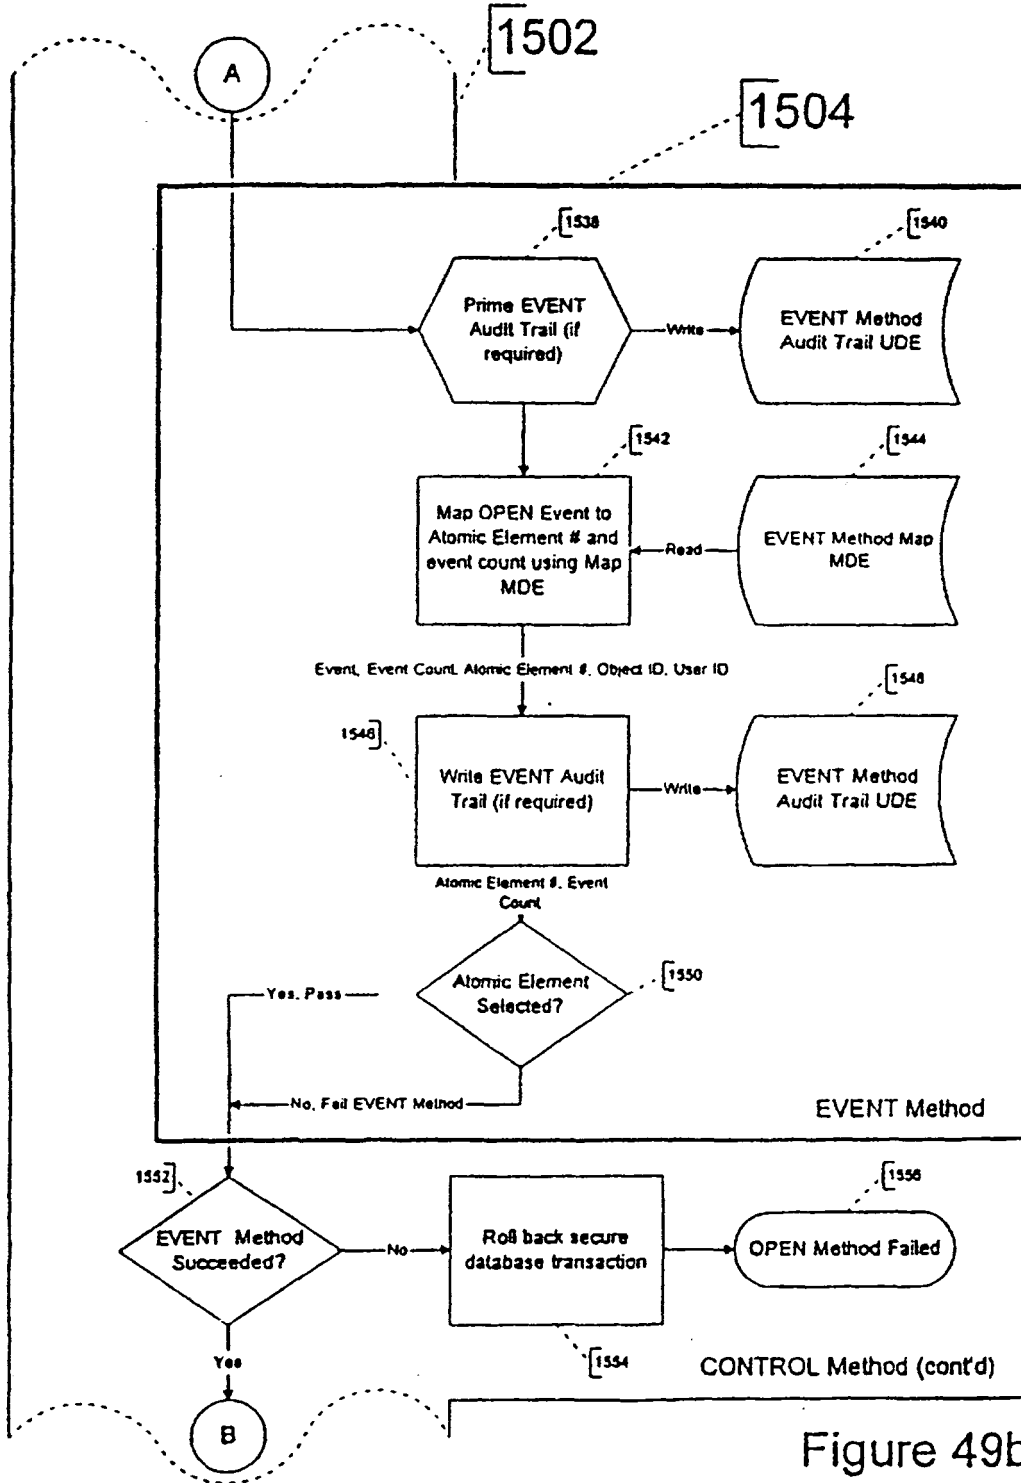 1502
A
1504
1538
1540
Prime EVENT
Audit Trail (if
required)
Write
EVENT Method
Audit Trail UDE
1542
1544
Map OPEN Event to
Atomic Element # and
event count using Map
MDE
Read
EVENT Method Map
MDE
Event, Event Count, Atomic Element #, Object ID, User ID
1546
1548
Write EVENT Audit
Trail (if required)
Write
EVENT Method
Audit Trail UDE
Atomic Element #, Event
Count
1550
Atomic Element
Selected?
Yes, Pass
No, Fail EVENT Method
EVENT Method
1552
1556
EVENT Method
Succeeded?
No
Roll back secure
database transaction
OPEN Method Failed
Yes
1554
CONTROL Method (cont'd)
B
Figure 49b